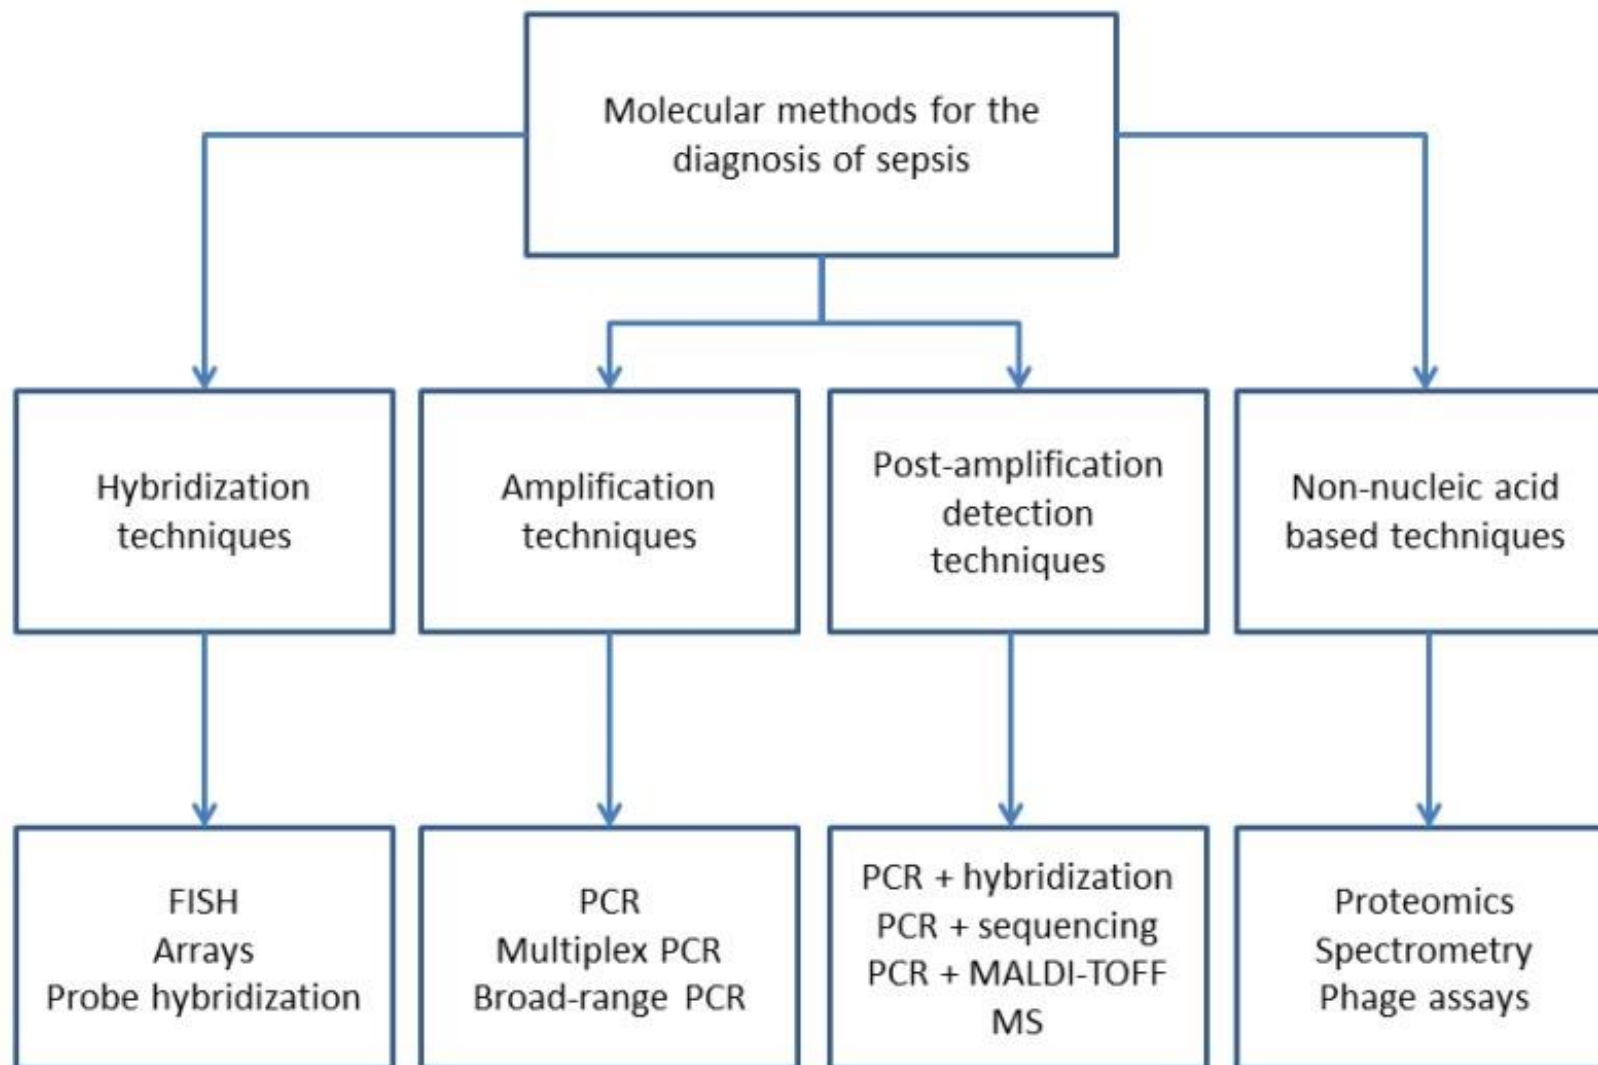 Molecular methods for the
diagnosis of sepsis
Hybridization
techniques
Amplification
techniques
Post-amplification
detection
techniques
Non-nucleic acid
based techniques
FISH
Arrays
Probe hybridization
PCR
Multiplex PCR
Broad-range PCR
PCR + hybridization
PCR + sequencing
PCR + MALDI-TOFF
MS
Proteomics
Spectrometry
Phage assays